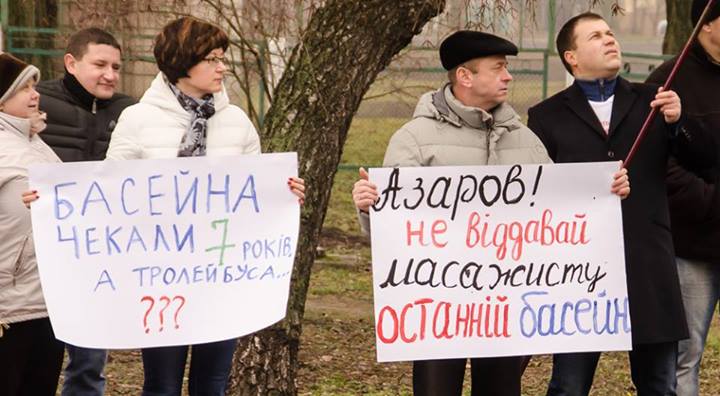 БАСЕЙНА
ЧЕКАЛИ 7 РОКІВ,
А ТРОЛЕЙБУСА...
???
Азаров!
не віддавай
масажисту
останній басейн